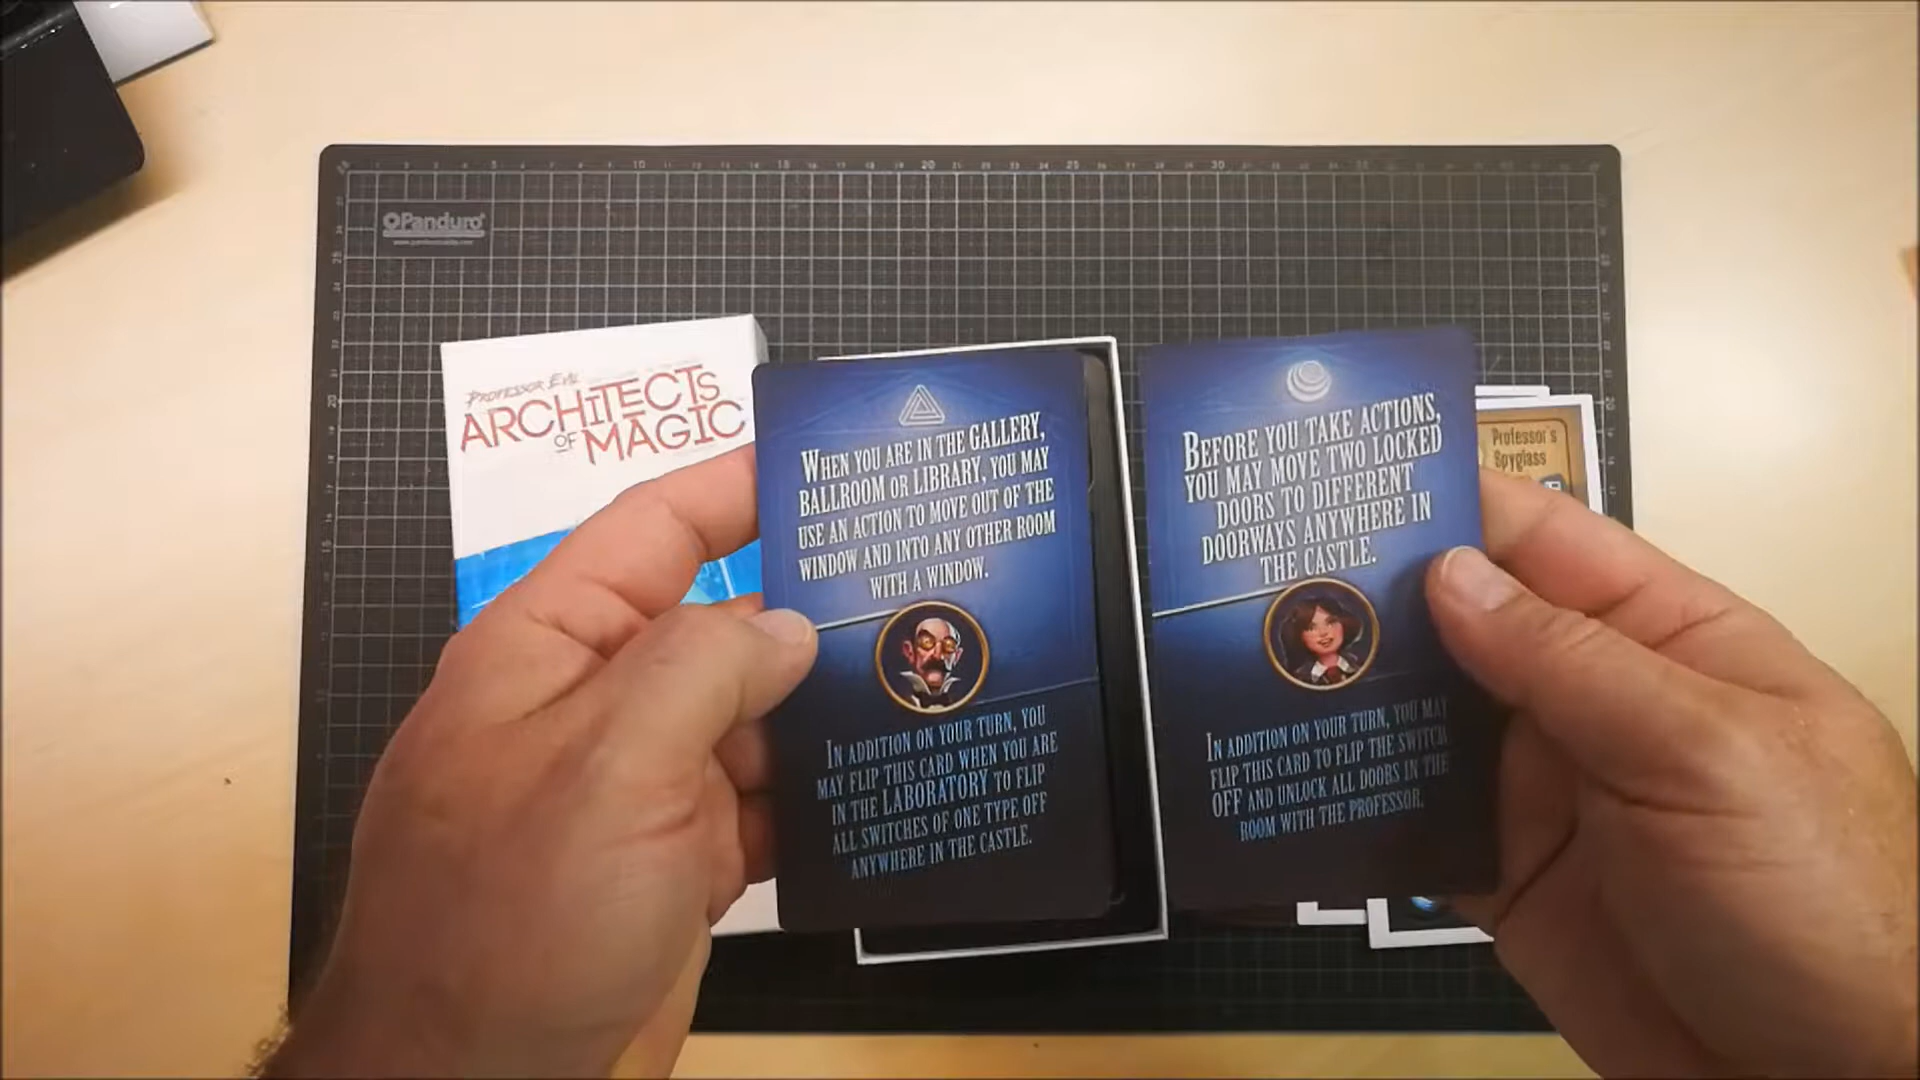 Panduro
PROFESSOR EVIL
ARCHITECTS
OF MAGIC
WHEN YOU ARE IN THE GALLERY,
BALLROOM OR LIBRARY, YOU MAY
USE AN ACTION TO MOVE OUT OF THE
WINDOW AND INTO ANY OTHER ROOM
WITH A WINDOW.
IN ADDITION ON YOUR TURN, YOU
MAY FLIP THIS CARD WHEN YOU ARE
IN THE LABORATORY TO FLIP
ALL SWITCHES OF ONE TYPE OFF
ANYWHERE IN THE CASTLE.
BEFORE YOU TAKE ACTIONS,
YOU MAY MOVE TWO LOCKED
DOORS TO DIFFERENT
DOORWAYS ANYWHERE IN
THE CASTLE.
IN ADDITION ON YOUR TURN, YOU MAY
FLIP THIS CARD TO FLIP THE SWITCH
OFF AND UNLOCK ALL DOORS IN THE
ROOM WITH THE PROFESSOR.
Professor's
Spyglass